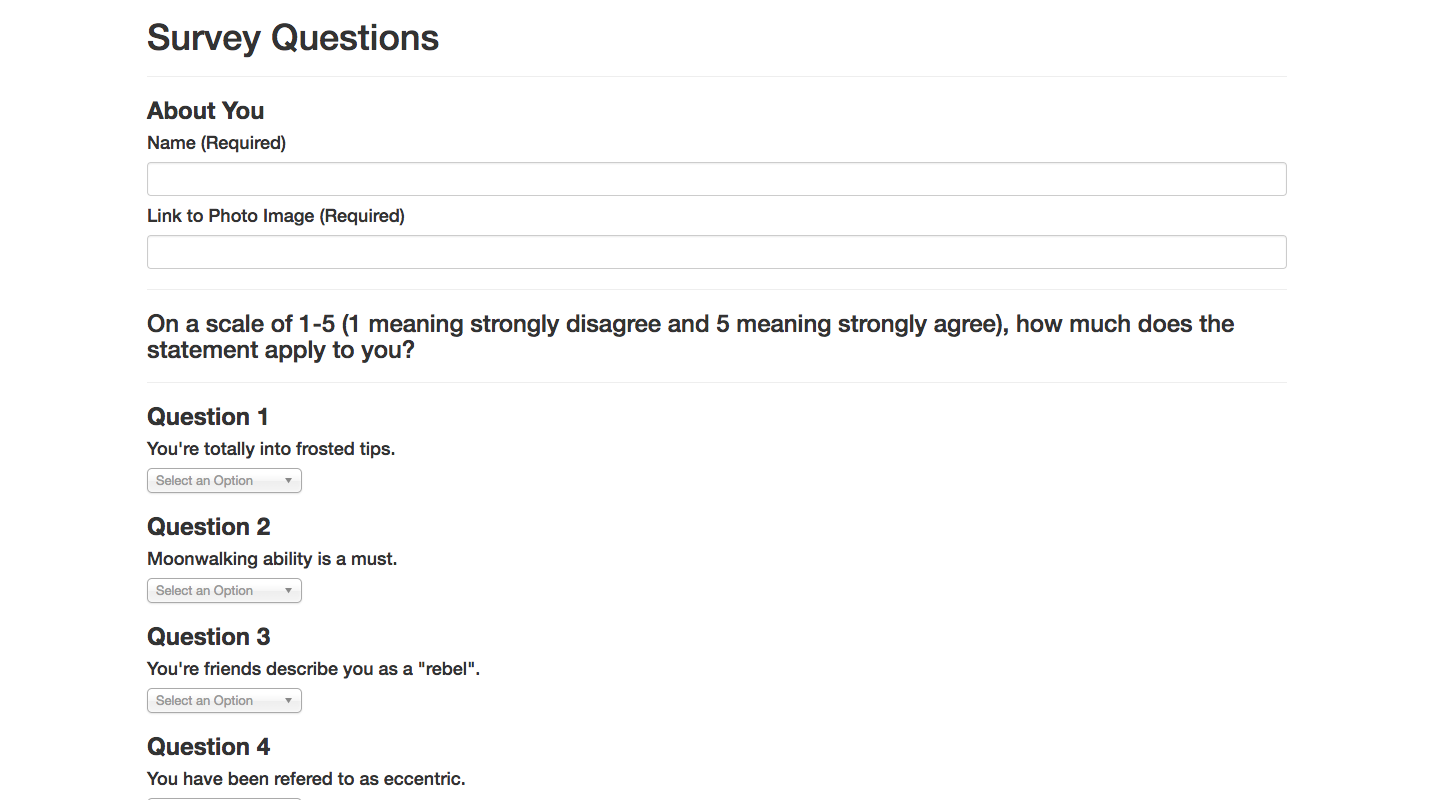 Survey Questions
About You
Name (Required)
Link to Photo Image (Required)
On a scale of 1-5 (1 meaning strongly disagree and 5 meaning strongly agree), how much does the
statement apply to you?
Question 1
You're totally into frosted tips.
Select an Option
Question 2
Moonwalking ability is a must.
Select an Option
Question 3
You're friends describe you as a "rebel".
Select an Option
Question 4
You have been refered to as eccentric.